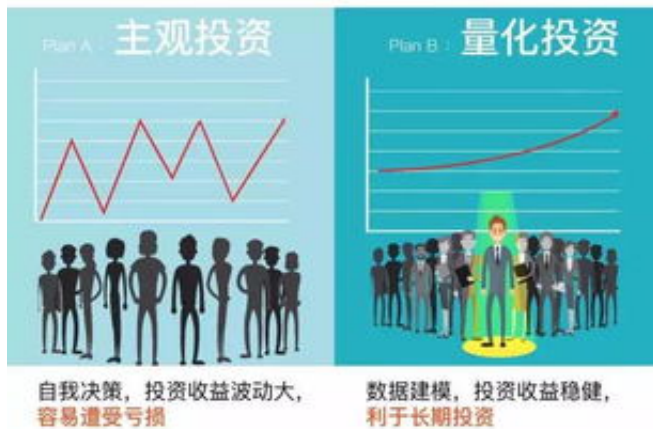 Plan A : 主观投资
Plan B : 量化投资
自我决策，投资收益波动大，
容易遭受亏损
数据建模，投资收益稳健，
利于长期投资